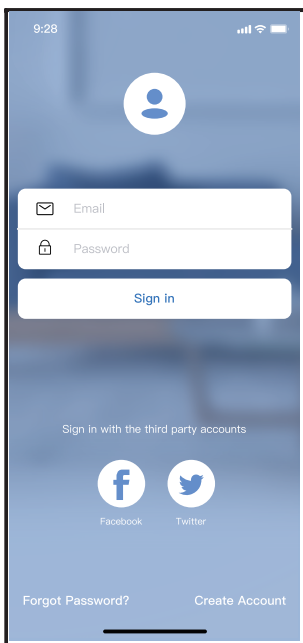 9:28
Email
Password
Sign in
Sign in with the third party accounts
Facebook Twitter
Forgot Password? Create Account